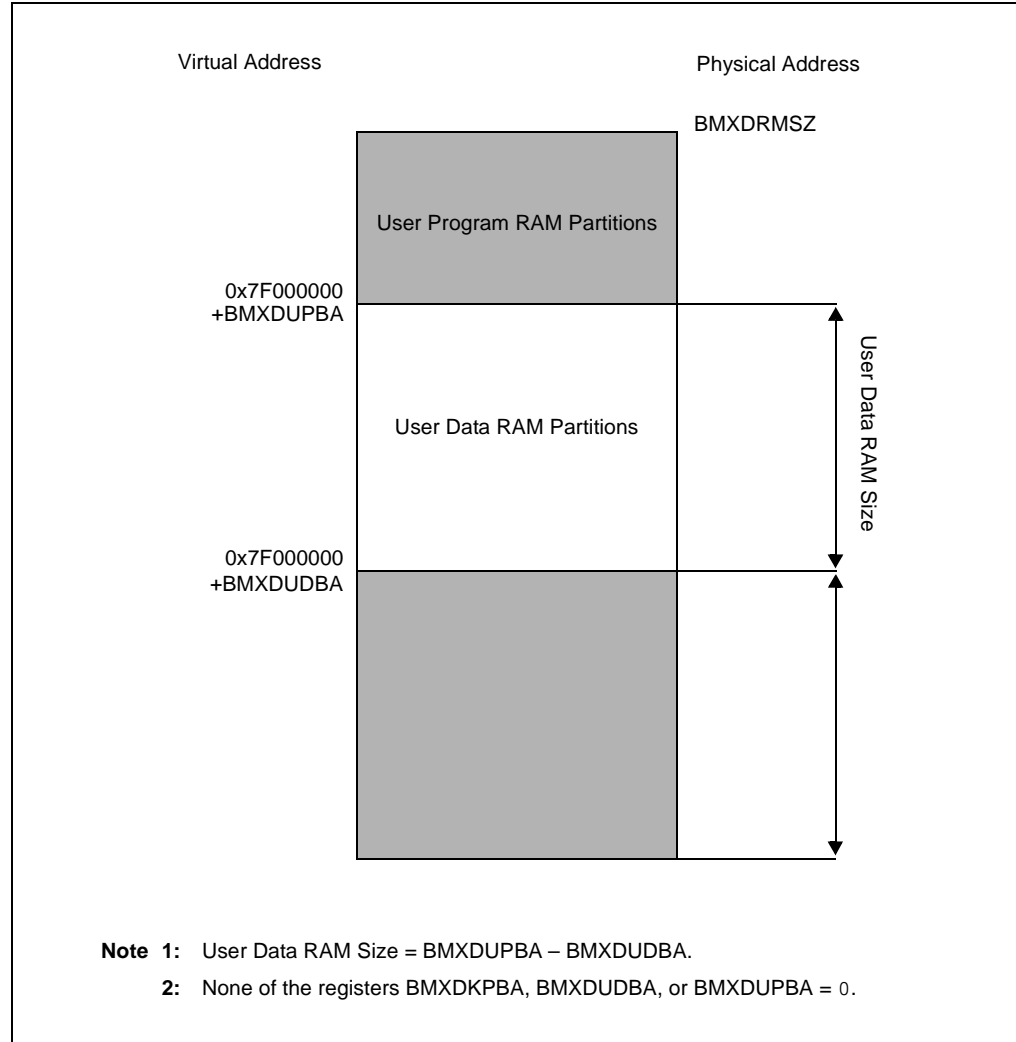 Virtual Address
Physical Address
BMXDRMSZ
User Program RAM Partitions
0x7F000000
+BMXDUPBA
User Data RAM Partitions
User Data RAM Size
0x7F000000
+BMXDUDBA
Note 1: User Data RAM Size = BMXDUPBA – BMXDUDBA.
2: None of the registers BMXDKPBA, BMXDUDBA, or BMXDUPBA = 0.